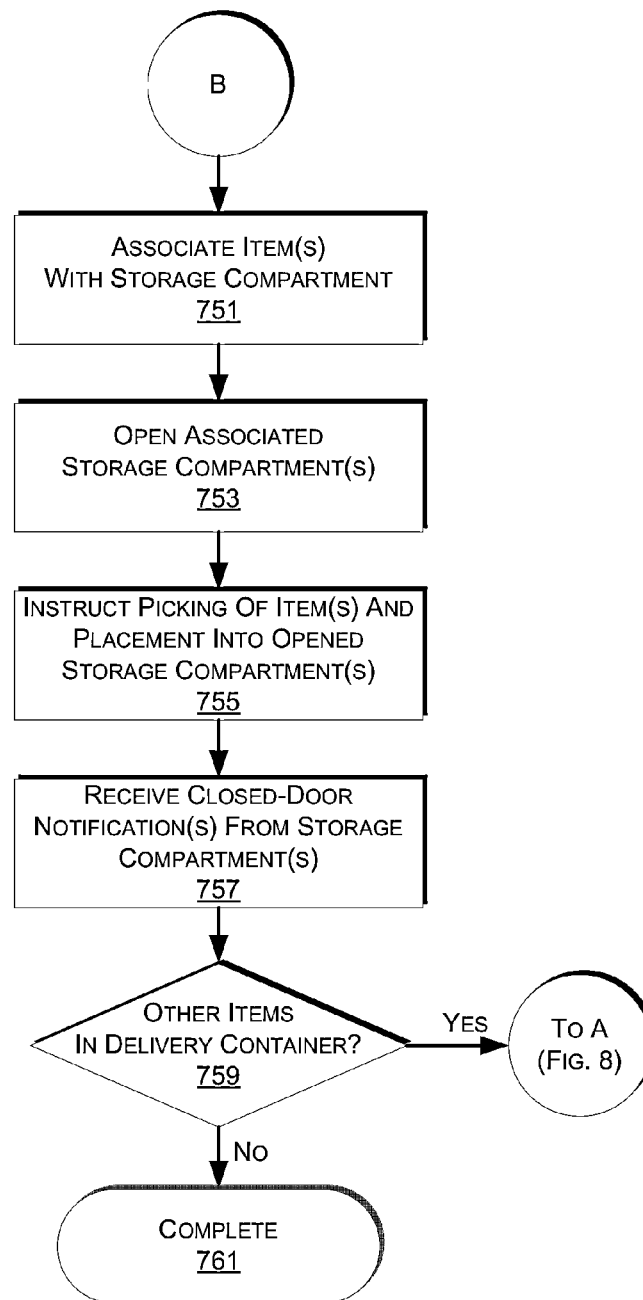 B
ASSOCIATE ITEM(S)
WITH STORAGE COMPARTMENT
751
OPEN ASSOCIATED
STORAGE COMPARTMENT(S)
753
INSTRUCT PICKING OF ITEM(S) AND
PLACEMENT INTO OPENED
STORAGE COMPARTMENT(S)
755
RECEIVE CLOSED-DOOR
NOTIFICATION(S) FROM STORAGE
COMPARTMENT(S)
757
OTHER ITEMS
IN DELIVERY CONTAINER?
759
YES
TO A
(FIG. 8)
NO
COMPLETE
761